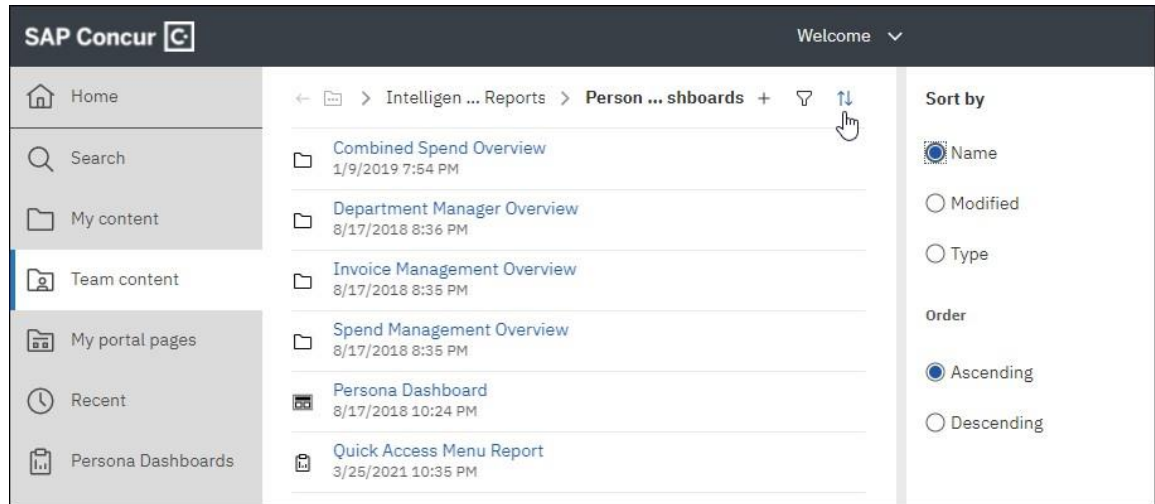 SAP Concur C
Welcome
Home
Search
My content
Team content
My portal pages
Recent
Persona Dashboards
Intelligen ... Reports > Person ... shboards +
Combined Spend Overview
1/9/2019 7:54 PM
Department Manager Overview
8/17/2018 8:36 PM
Invoice Management Overview
8/17/2018 8:35 PM
Spend Management Overview
8/17/2018 8:35 PM
Persona Dashboard
8/17/2018 10:24 PM
Quick Access Menu Report
3/25/2021 10:35 PM
Sort by
Name
Modified
Type
Order
Ascending
Descending